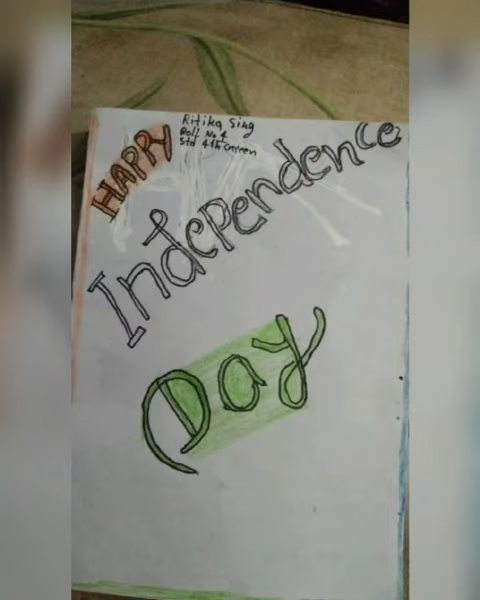 Ritika Sing
Roll No 4
Std 4th Green
HAPPY
Independence
Day